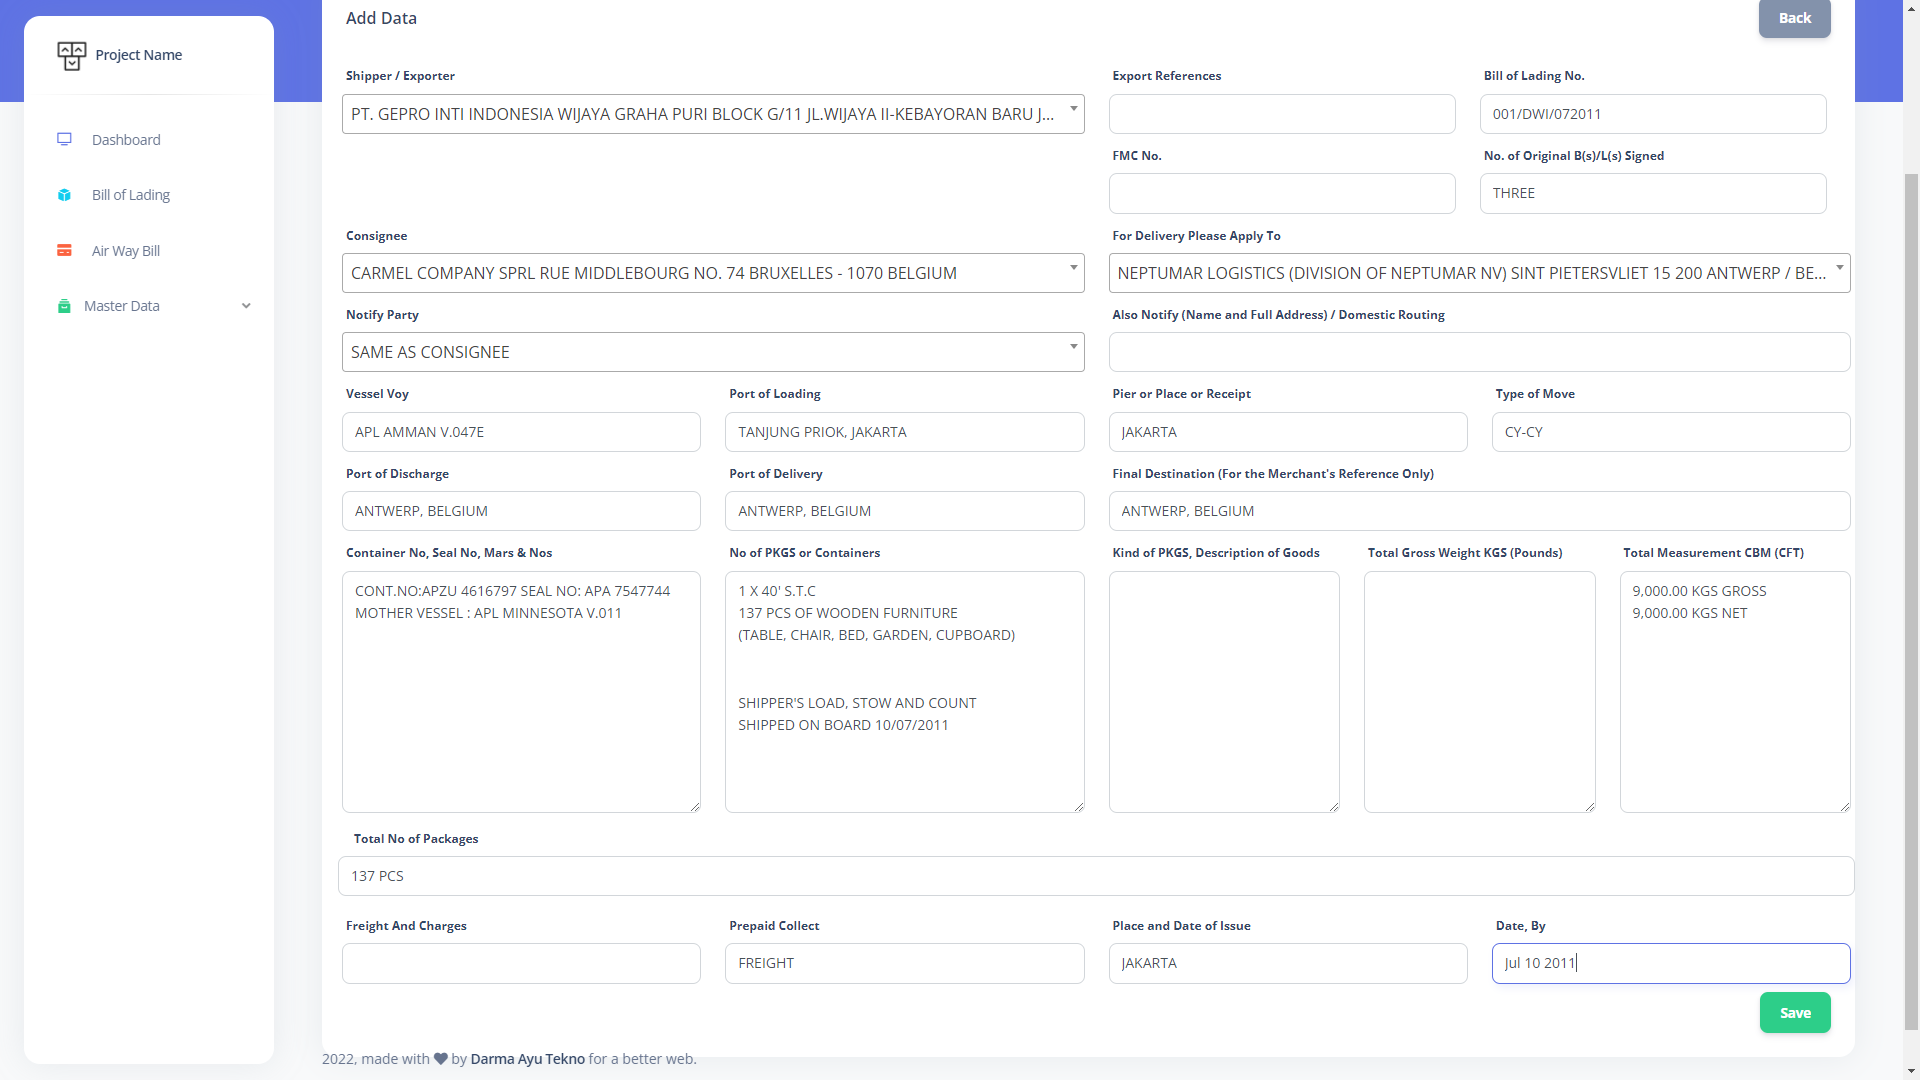 Project Name
Dashboard
Bill of Lading
Air Way Bill
Master Data
Add Data
Back
Shipper / Exporter
PT. GEPRO INTI INDONESIA WIJAYA GRAHA PURI BLOCK G/11 JL.WIJAYA II-KEBAYORAN BARU J...
Export References
Bill of Lading No.
001/DWI/072011
FMC No.
No. of Original B(s)/L(s) Signed
THREE
Consignee
CARMEL COMPANY SPRL RUE MIDDLEBOURG NO. 74 BRUXELLES - 1070 BELGIUM
For Delivery Please Apply To
NEPTUMAR LOGISTICS (DIVISION OF NEPTUMAR NV) SINT PIETERSVLIET 15 200 ANTWERP / BE...
Notify Party
SAME AS CONSIGNEE
Also Notify (Name and Full Address) / Domestic Routing
Vessel Voy
APL AMMAN V.047E
Port of Loading
TANJUNG PRIOK, JAKARTA
Pier or Place or Receipt
JAKARTA
Type of Move
CY-CY
Port of Discharge
ANTWERP, BELGIUM
Port of Delivery
ANTWERP, BELGIUM
Final Destination (For the Merchant's Reference Only)
ANTWERP, BELGIUM
Container No, Seal No, Mars & Nos
CONT.NO:APZU 4616797 SEAL NO: APA 7547744
MOTHER VESSEL : APL MINNESOTA V.011
No of PKGS or Containers
1 X 40' S.T.C
137 PCS OF WOODEN FURNITURE
(TABLE, CHAIR, BED, GARDEN, CUPBOARD)
SHIPPER'S LOAD, STOW AND COUNT
SHIPPED ON BOARD 10/07/2011
Kind of PKGS, Description of Goods
Total Gross Weight KGS (Pounds)
Total Measurement CBM (CFT)
9,000.00 KGS GROSS
9,000.00 KGS NET
Total No of Packages
137 PCS
Freight And Charges
Prepaid Collect
FREIGHT
Place and Date of Issue
JAKARTA
Date, By
Jul 10 2011
Save
2022, made with by Darma Ayu Tekno for a better web.